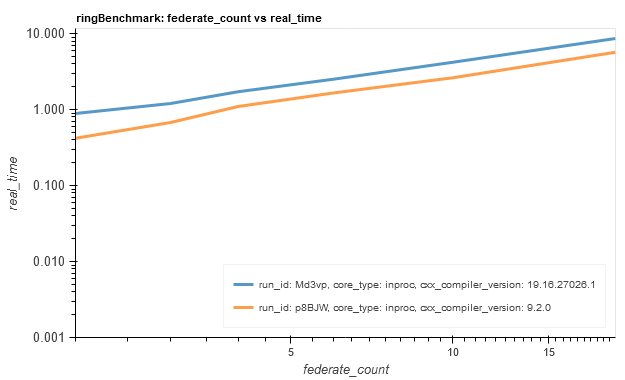 ringBenchmark: federate_count vs real_time
10.000
1.000
0.100
0.010
0.001
real_time
run_id: Md3vp, core_type: inproc, cxx_compiler_version: 19.16.27026.1
run_id: p8BJW, core_type: inproc, cxx_compiler_version: 9.2.0
5
10
15
federate_count